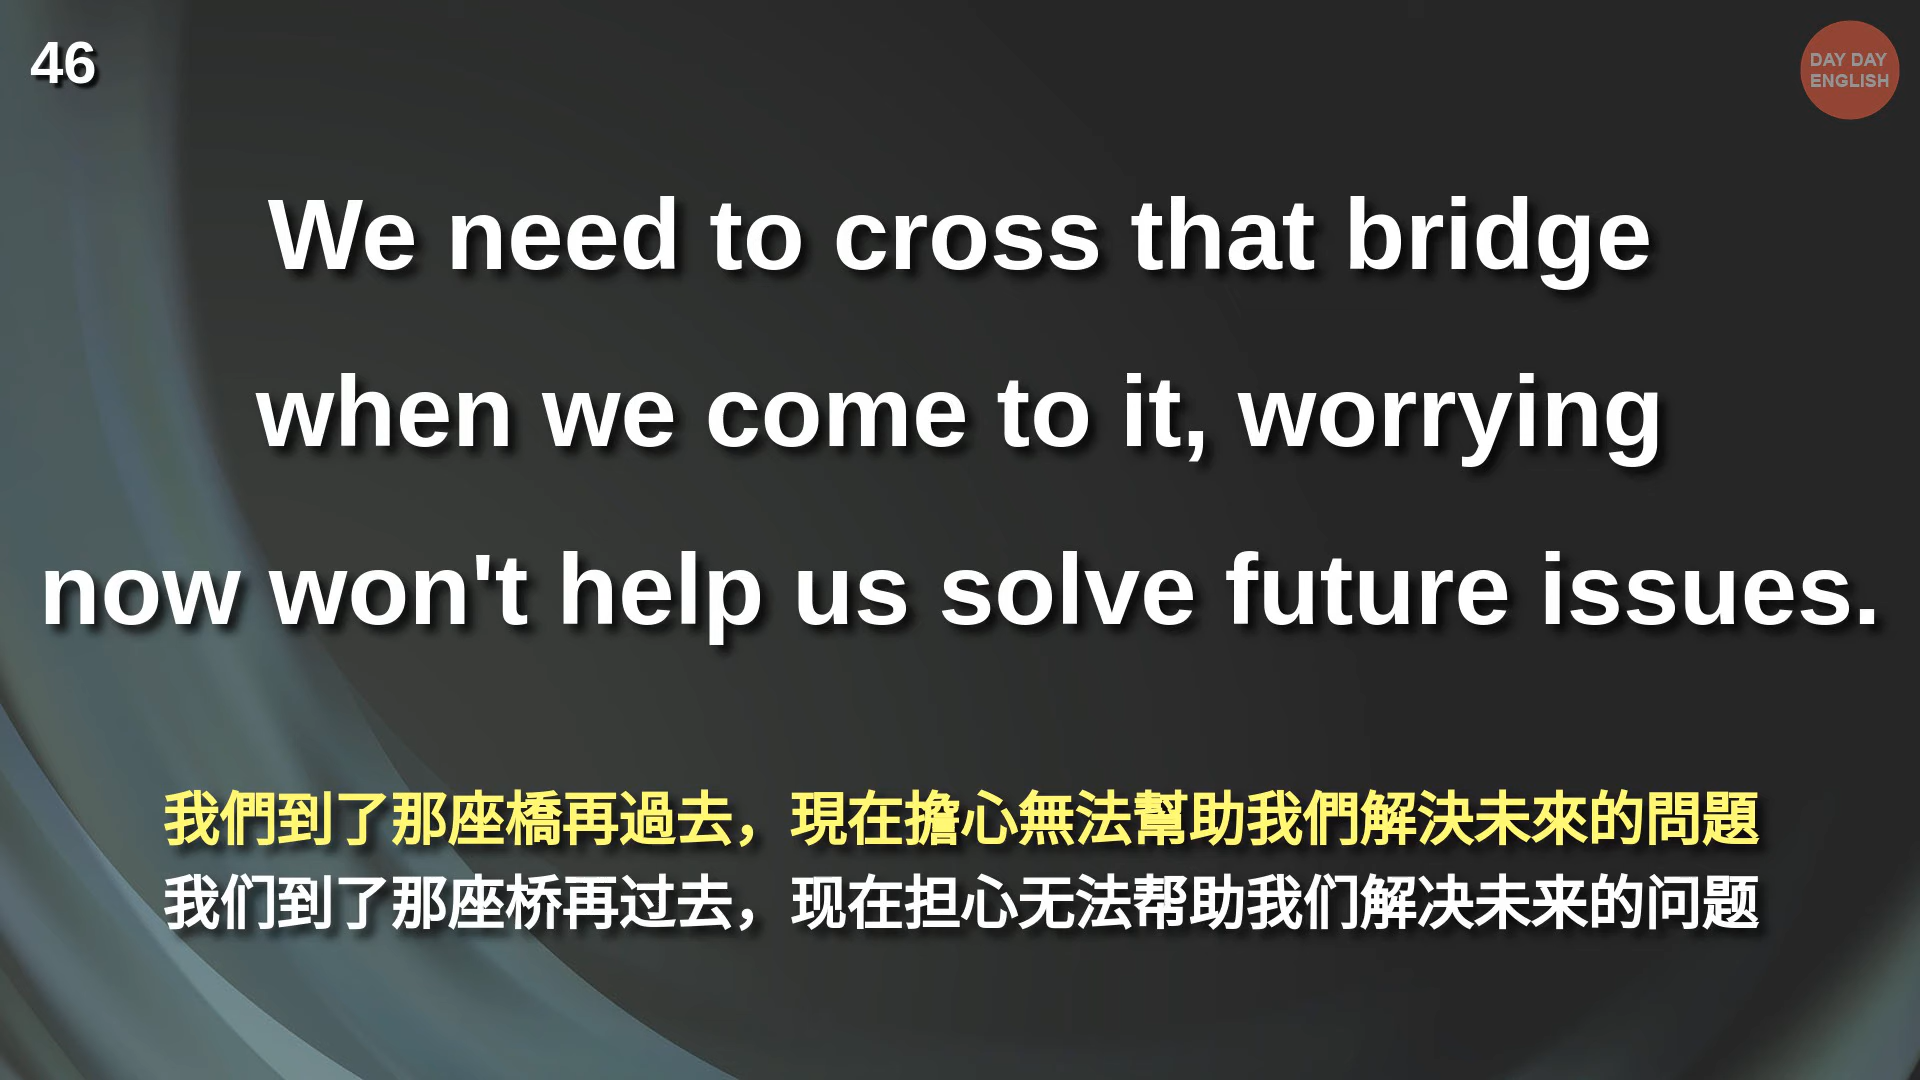 46
DAY DAY
ENGLISH
We need to cross that bridge
when we come to it, worrying
now won't help us solve future issues.
我們到了那座橋再過去，現在擔心無法幫助我們解決未來的問題
我们到了那座桥再过去，现在担心无法帮助我们解决未来的问题